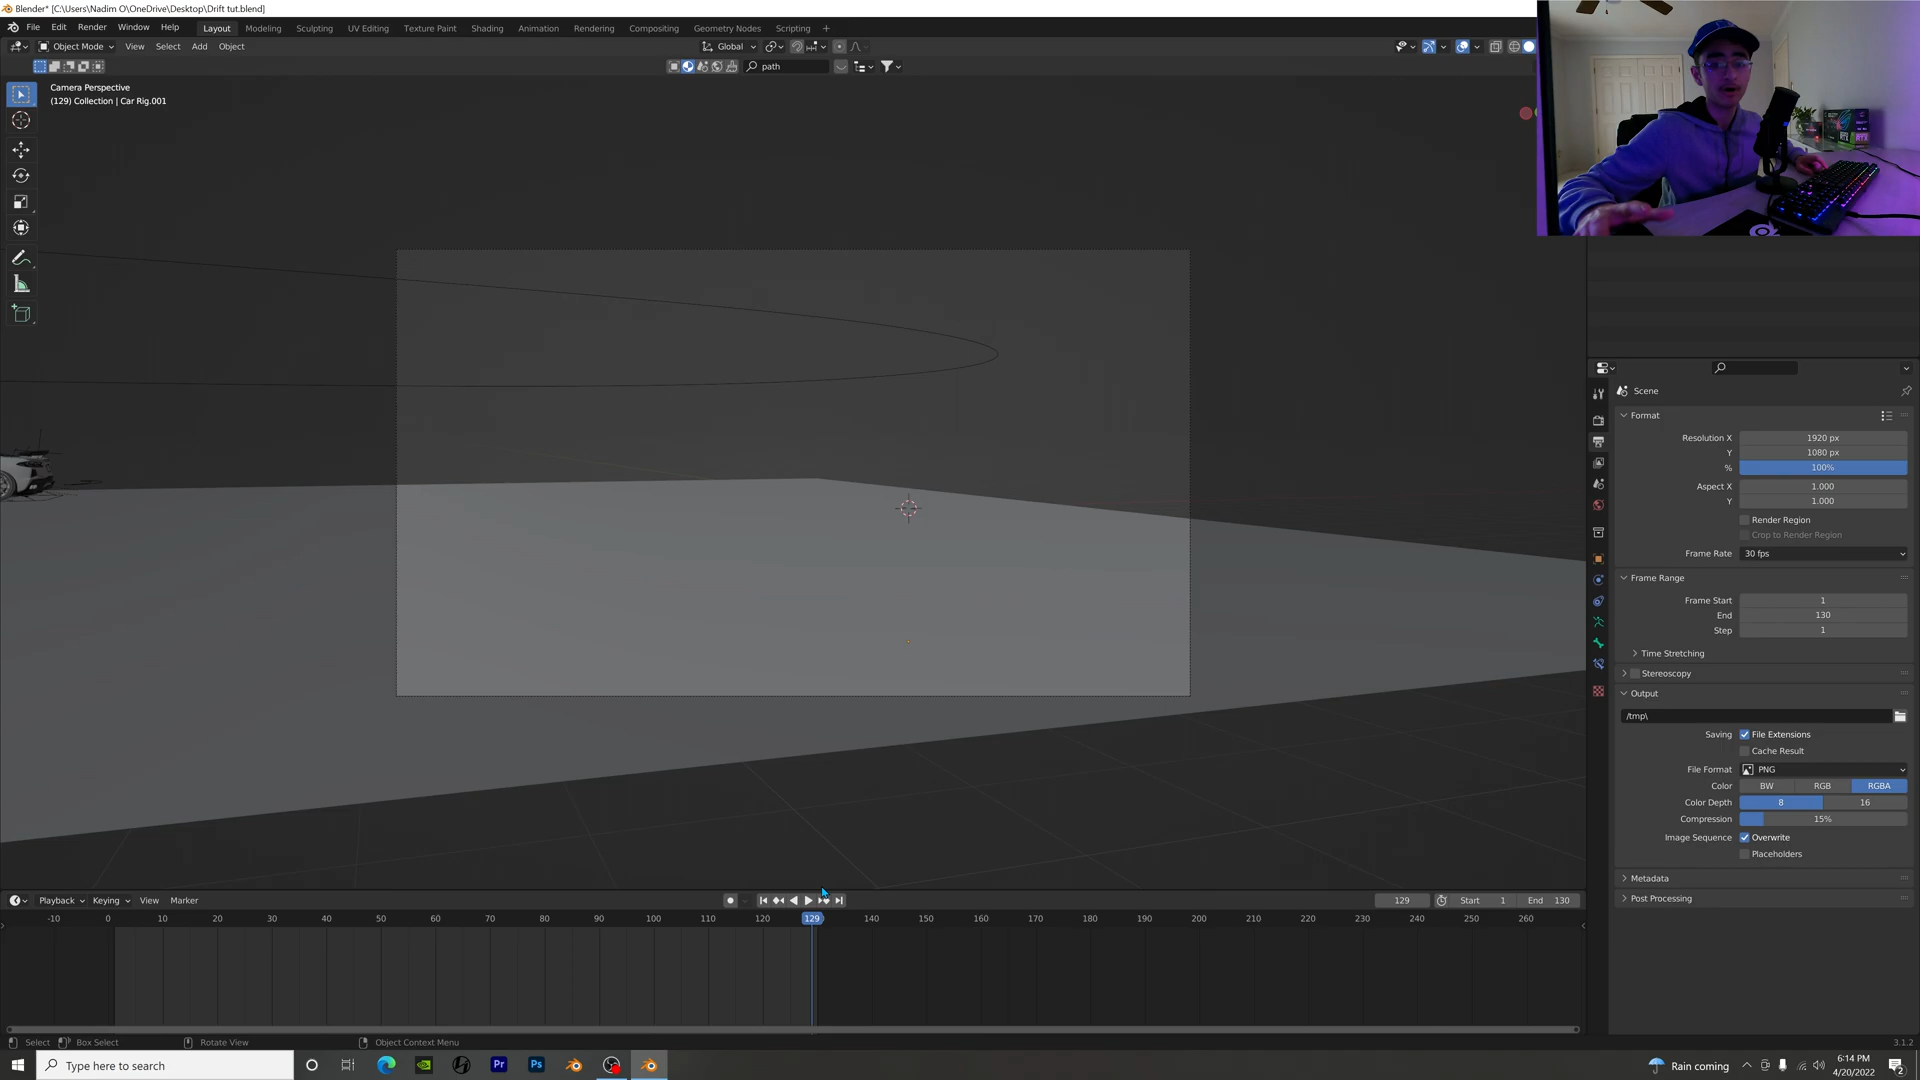 Blender* [C:\Users\Nadim O\OneDrive\Desktop\Drift tut.blend]
File Edit Render Window Help Layout Modeling Sculpting UV Editing Texture Paint Shading Animation Rendering Compositing Geometry Nodes Scripting +
Object Mode View Select Add Object Global
path
Camera Perspective
(129) Collection | Car Rig.001
Scene
Format
Resolution X 1920 px
Y 1080 px
% 100%
Aspect X 1.000
Y 1.000
Render Region
Crop to Render Region
Frame Rate 30 fps
Frame Range
Frame Start 1
End 130
Step 1
Time Stretching
Stereoscopy
Output
/tmp\
Saving File Extensions
Cache Result
File Format PNG
Color BW RGB RGBA
Color Depth 8 16
Compression 15%
Image Sequence Overwrite
Placeholders
Metadata
Post Processing
Playback Keying View Marker 129 Start 1 End 130
-10 0 10 20 30 40 50 60 70 80 90 100 110 120 129 140 150 160 170 180 190 200 210 220 230 240 250 260
Select Box Select Rotate View Object Context Menu 3.1.2
Type here to search Pr Ps Rain coming 6:14 PM
4/20/2022 2